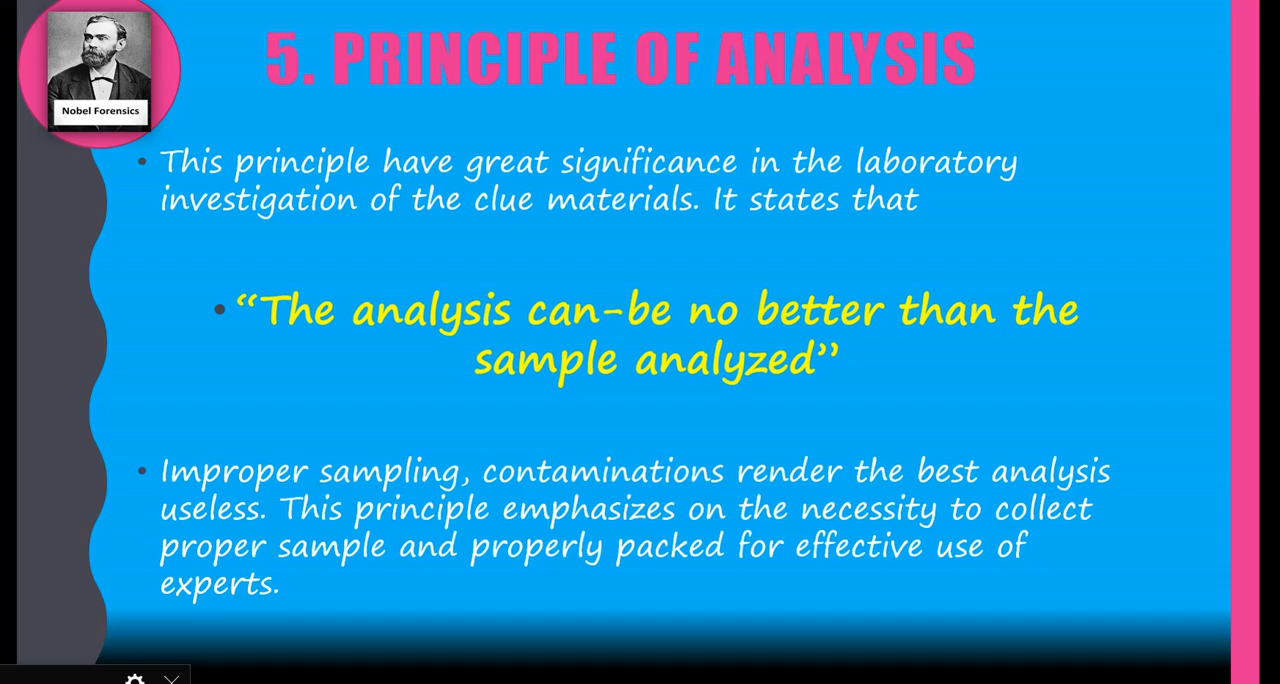 Nobel Forensics
5. PRINCIPLE OF ANALYSIS
• This principle have great significance in the laboratory
investigation of the clue materials. It states that
• “The analysis can-be no better than the
sample analyzed”
• Improper sampling, contaminations render the best analysis
useless. This principle emphasizes on the necessity to collect
proper sample and properly packed for effective use of
experts.